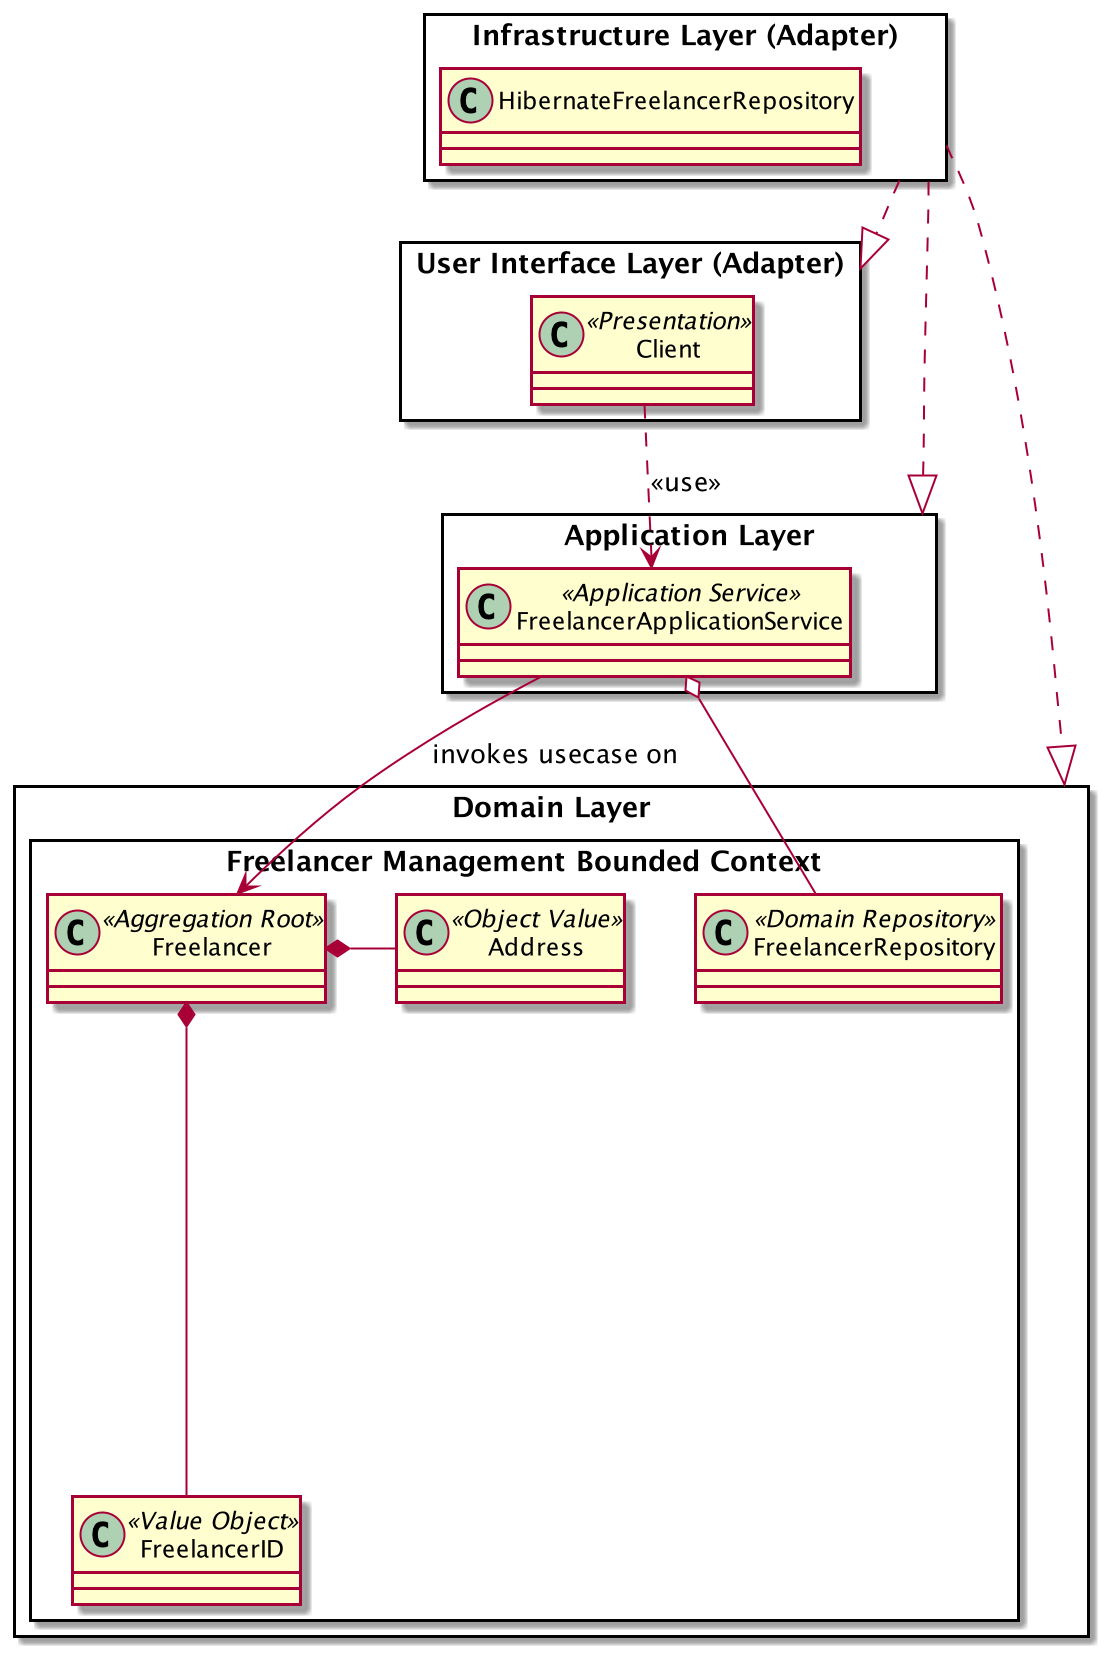 Infrastructure Layer (Adapter)
C HibernateFreelancerRepository
User Interface Layer (Adapter)
«Presentation»
C Client
«use»
Application Layer
«Application Service»
C FreelancerApplicationService
invokes usecase on
Domain Layer
Freelancer Management Bounded Context
«Aggregation Root»
C Freelancer
«Object Value»
C Address
«Domain Repository»
C FreelancerRepository
«Value Object»
C FreelancerID